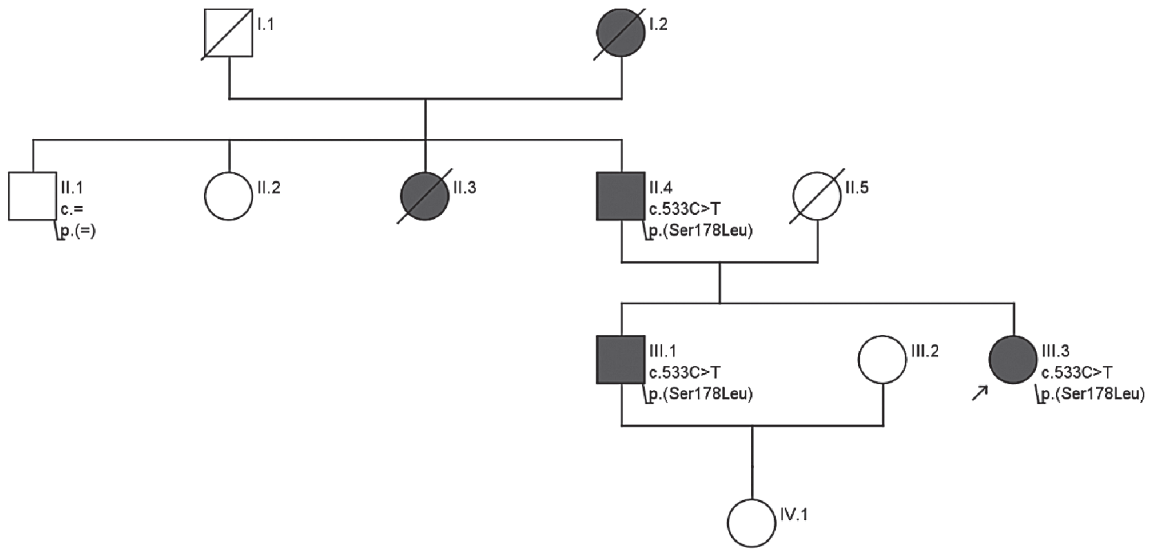 I.1
I.2
II.1
c.=
p.(=)
II.2
II.3
II.4
c.533C>T
p.(Ser178Leu)
II.5
III.1
c.533C>T
p.(Ser178Leu)
III.2
III.3
c.533C>T
p.(Ser178Leu)
IV.1